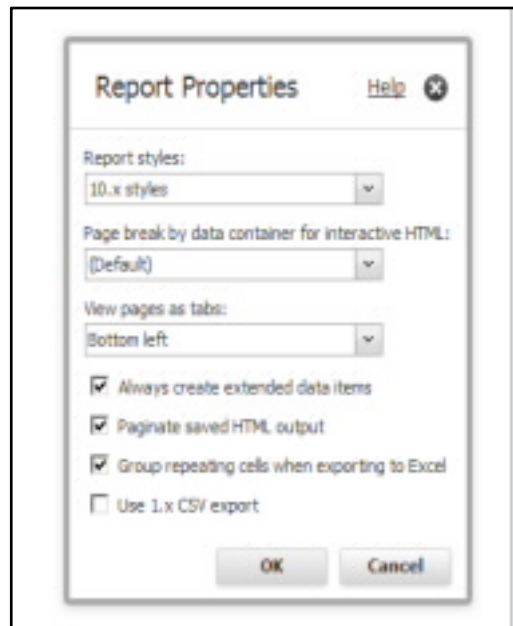 Report Properties Help
Report styles:
10.x styles
Page break by data container for interactive HTML:
(Default)
View pages as tabs:
Bottom left
Always create extended data items
Paginate saved HTML output
Group repeating cells when exporting to Excel
Use 1.x CSV export
OK Cancel